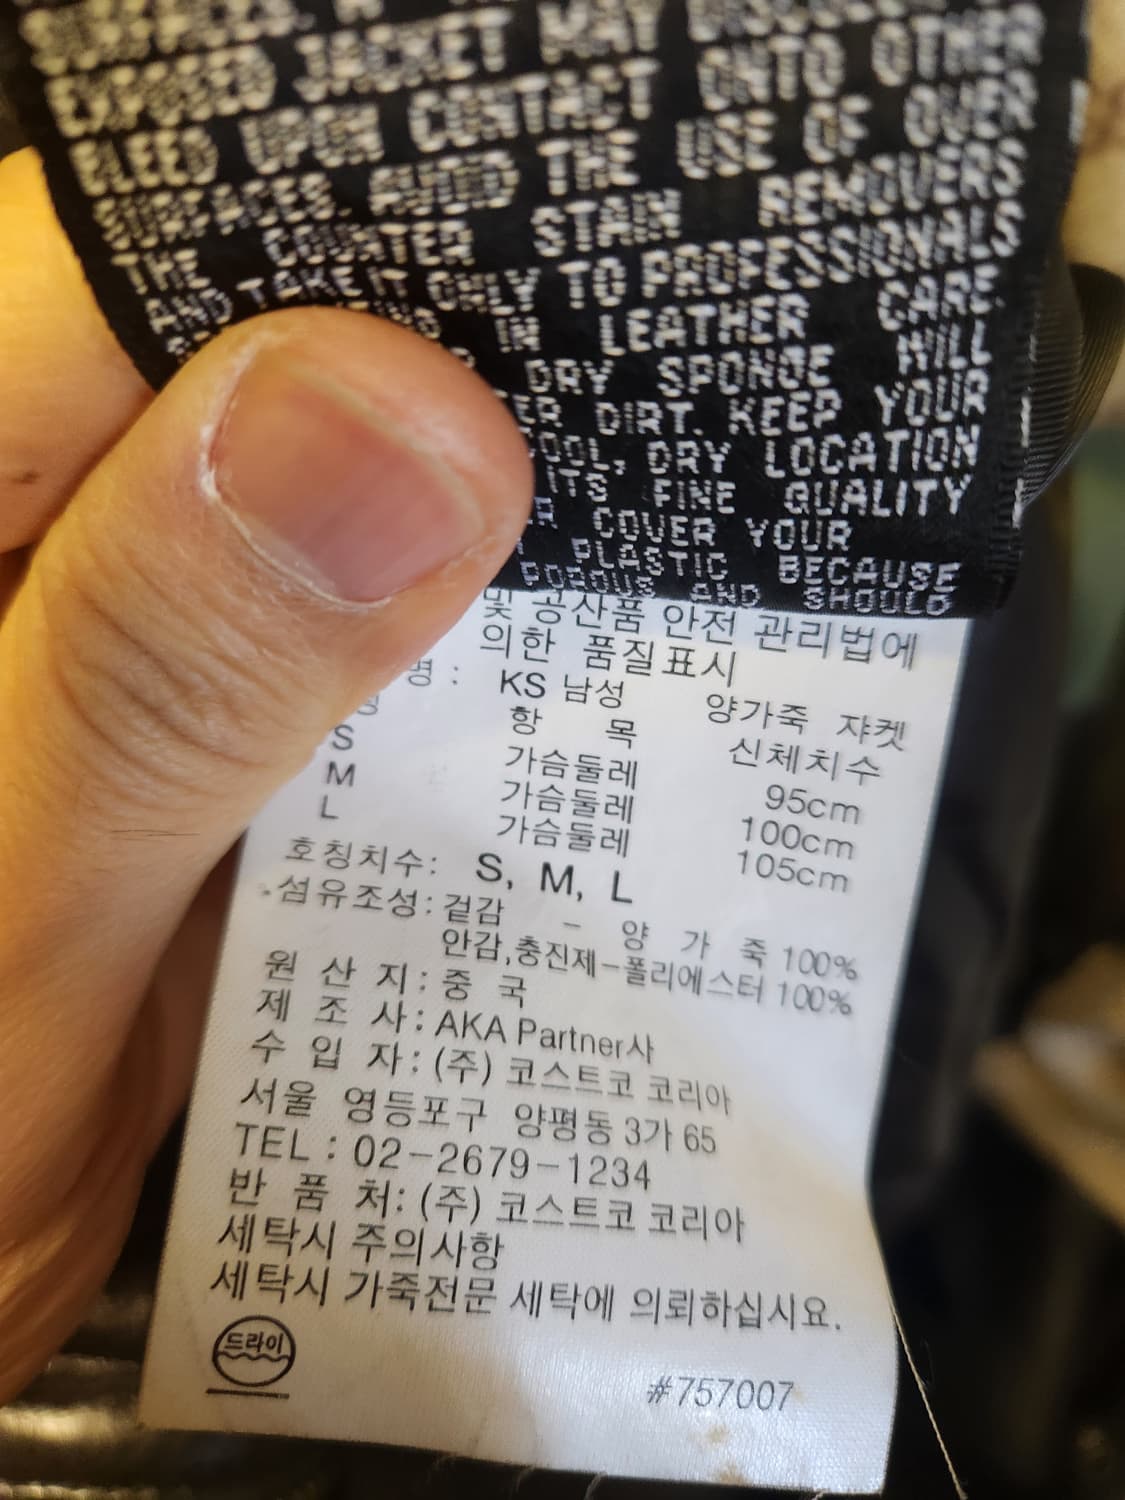 EXPOSED JACKET MAY
BLEED UPON CONTACT ONTO OTHER
SURFACES. AVOID THE USE OF OVER
THE COUNTER STAIN REMOVERS
AND TAKE IT ONLY TO PROFESSIONALS
IN LEATHER CARE.
DRY SPONGE WILL
DIRT. KEEP YOUR
COOL, DRY LOCATION
ITS FINE QUALITY
COVER YOUR
PLASTIC BECAUSE
POROUS AND SHOULD
및 공산품 안전 관리법에
의한 품질표시
명 : KS 남성 양가죽 쟈켓
항 목 신체치수
S 가슴둘레 95cm
M 가슴둘레 100cm
L 가슴둘레 105cm
호칭치수: S, M, L
섬유조성: 겉감 - 양 가 죽 100%
안감,충진제-폴리에스터 100%
원 산 지: 중 국
제 조 사: AKA Partner사
수 입 자: (주) 코스트코 코리아
서울 영등포구 양평동 3가 65
TEL : 02-2679-1234
반 품 처: (주) 코스트코 코리아
세탁시 주의사항
세탁시 가죽전문 세탁에 의뢰하십시요.
드라이
#757007